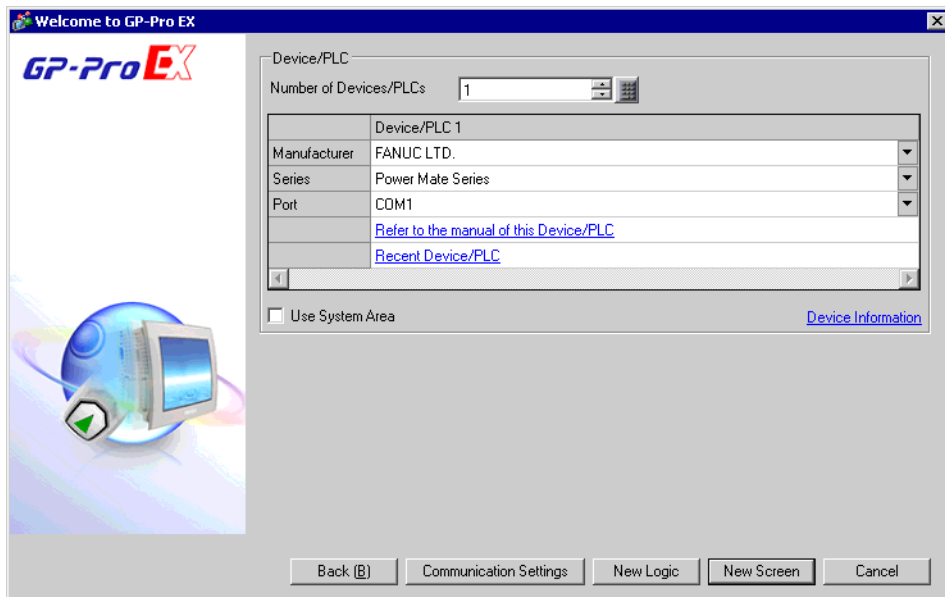 Welcome to GP-Pro EX
GP-Pro EX
Device/PLC
Number of Devices/PLCs 1
Device/PLC 1
Manufacturer FANUC LTD.
Series Power Mate Series
Port COM1
Refer to the manual of this Device/PLC
Recent Device/PLC
Use System Area Device Information
Back (B) Communication Settings New Logic New Screen Cancel